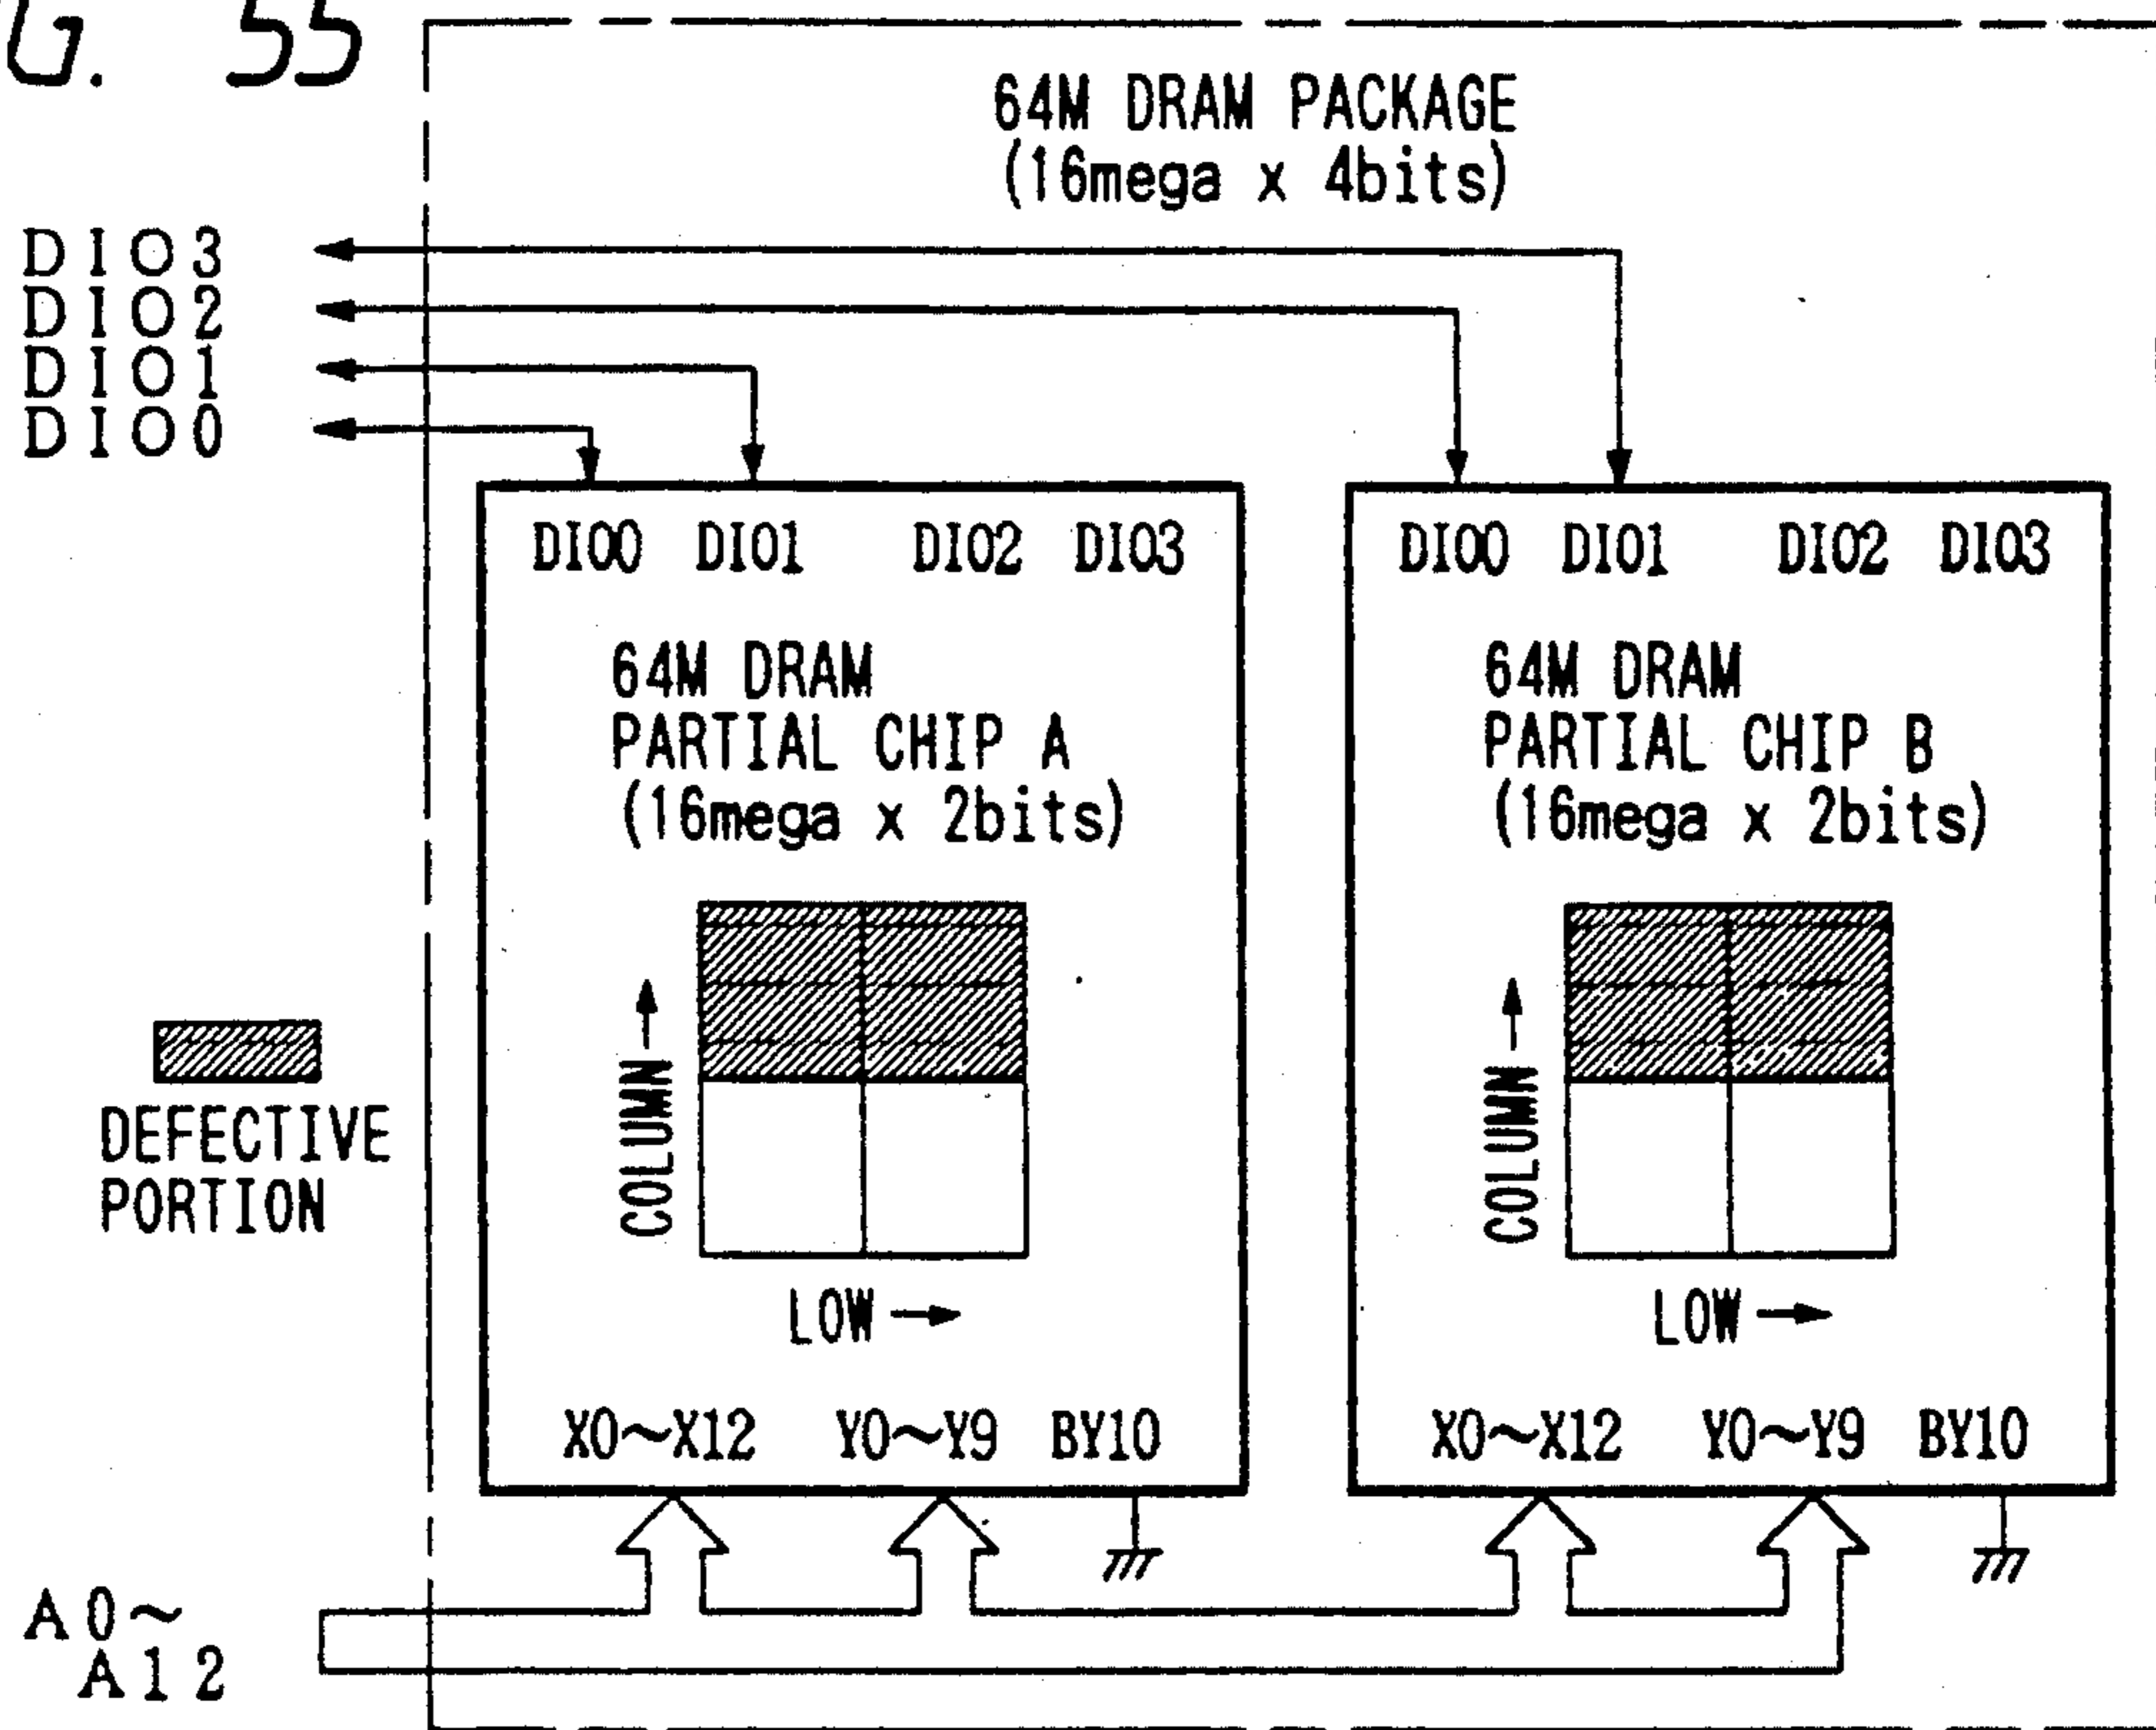 G. 55
64M DRAM PACKAGE
(16mega x 4bits)
DIO3
DIO2
DIO1
DIO0
DIO0 DIO1 DIO2 DIO3
64M DRAM
PARTIAL CHIP A
(16mega x 2bits)
COLUMN
LOW
X0~X12 Y0~Y9 BY10
DIO0 DIO1 DIO2 DIO3
64M DRAM
PARTIAL CHIP B
(16mega x 2bits)
COLUMN
LOW
X0~X12 Y0~Y9 BY10
DEFECTIVE
PORTION
A0~
A12